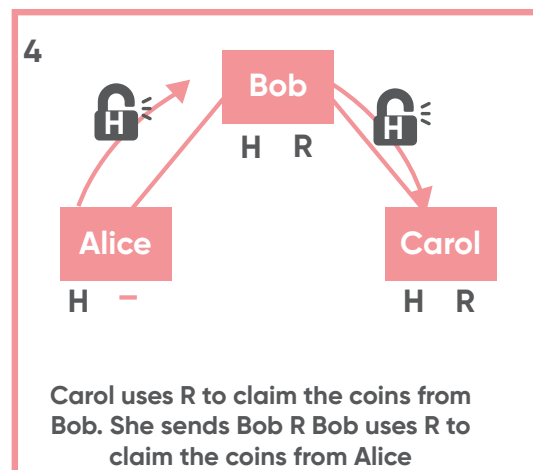 4
Bob
H
H
H R
Alice
Carol
H –
H R
Carol uses R to claim the coins from
Bob. She sends Bob R Bob uses R to
claim the coins from Alice